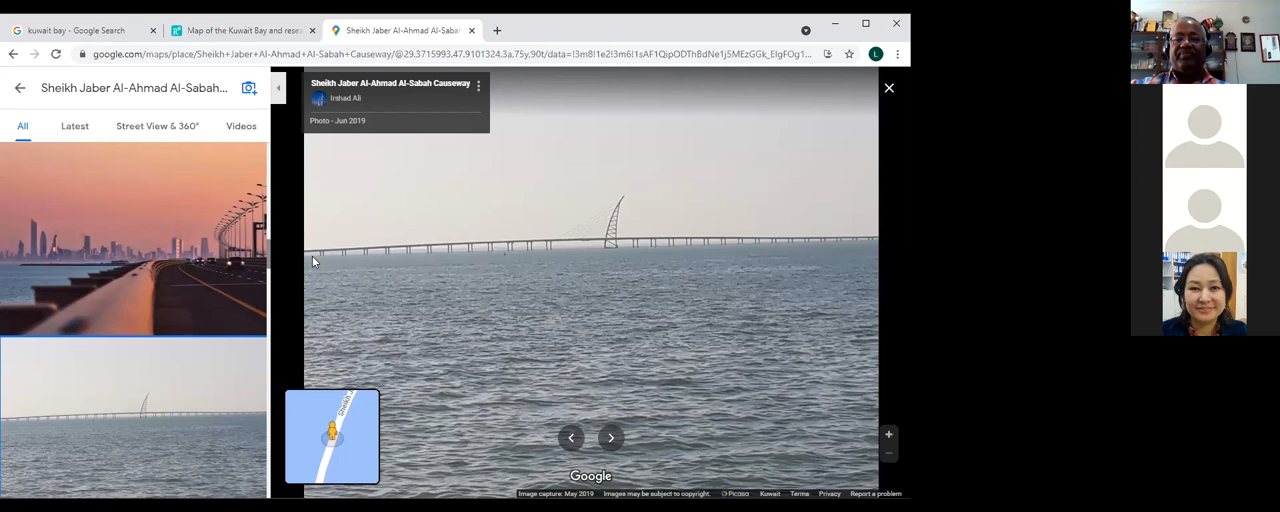 kuwait bay - Google Search
Map of the Kuwait Bay and resea
Sheikh Jaber Al-Ahmad Al-Sabah
google.com/maps/place/Sheikh+Jaber+Al-Ahmad+Al-Sabah+Causeway/@29.3715993,47.9101324,3a,75y,90t/data=!3m8!1e2!3m6!1sAF1QipODThBdNe1j5MEzGGk_ElgFOg1...
L
Sheikh Jaber Al-Ahmad Al-Sabah...
All
Latest
Street View & 360°
Videos
Sheikh Jaber Al-Ahmad Al-Sabah Causeway
Irshad Ali
Photo - Jun 2019
Sheikh J
Google
Image capture: May 2019
Images may be subject to copyright.
Picasa
Kuwait
Terms
Privacy
Report a problem